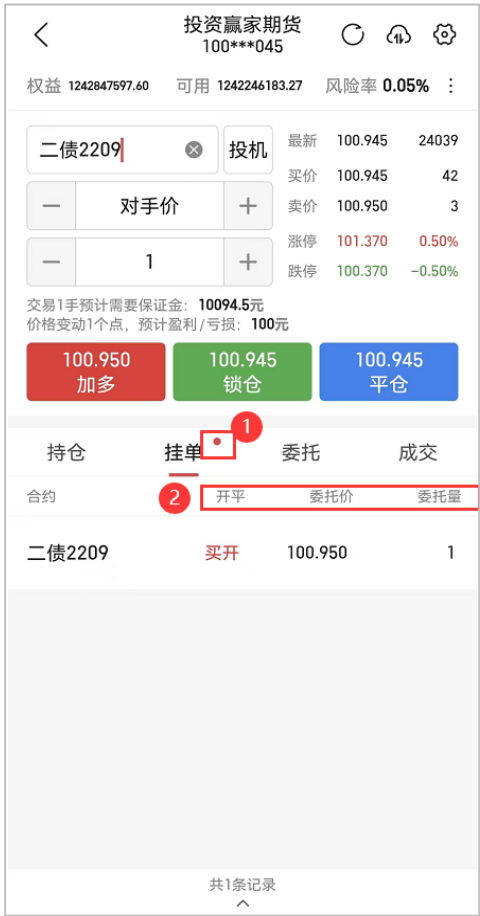 投资赢家期货
100***045
权益 1242847597.60 可用 1242246183.27 风险率 0.05%
二债2209 投机 最新 100.945 24039
买价 100.945 42
— 对手价 + 卖价 100.950 3
涨停 101.370 0.50%
— 1 + 跌停 100.370 -0.50%
交易1手预计需要保证金: 10094.5元
价格变动1个点, 预计盈利/亏损: 100元
100.950 100.945 100.945
加多 锁仓 平仓
1
持仓 挂单 委托 成交
合约 2 开平 委托价 委托量
二债2209 买开 100.950 1
共1条记录